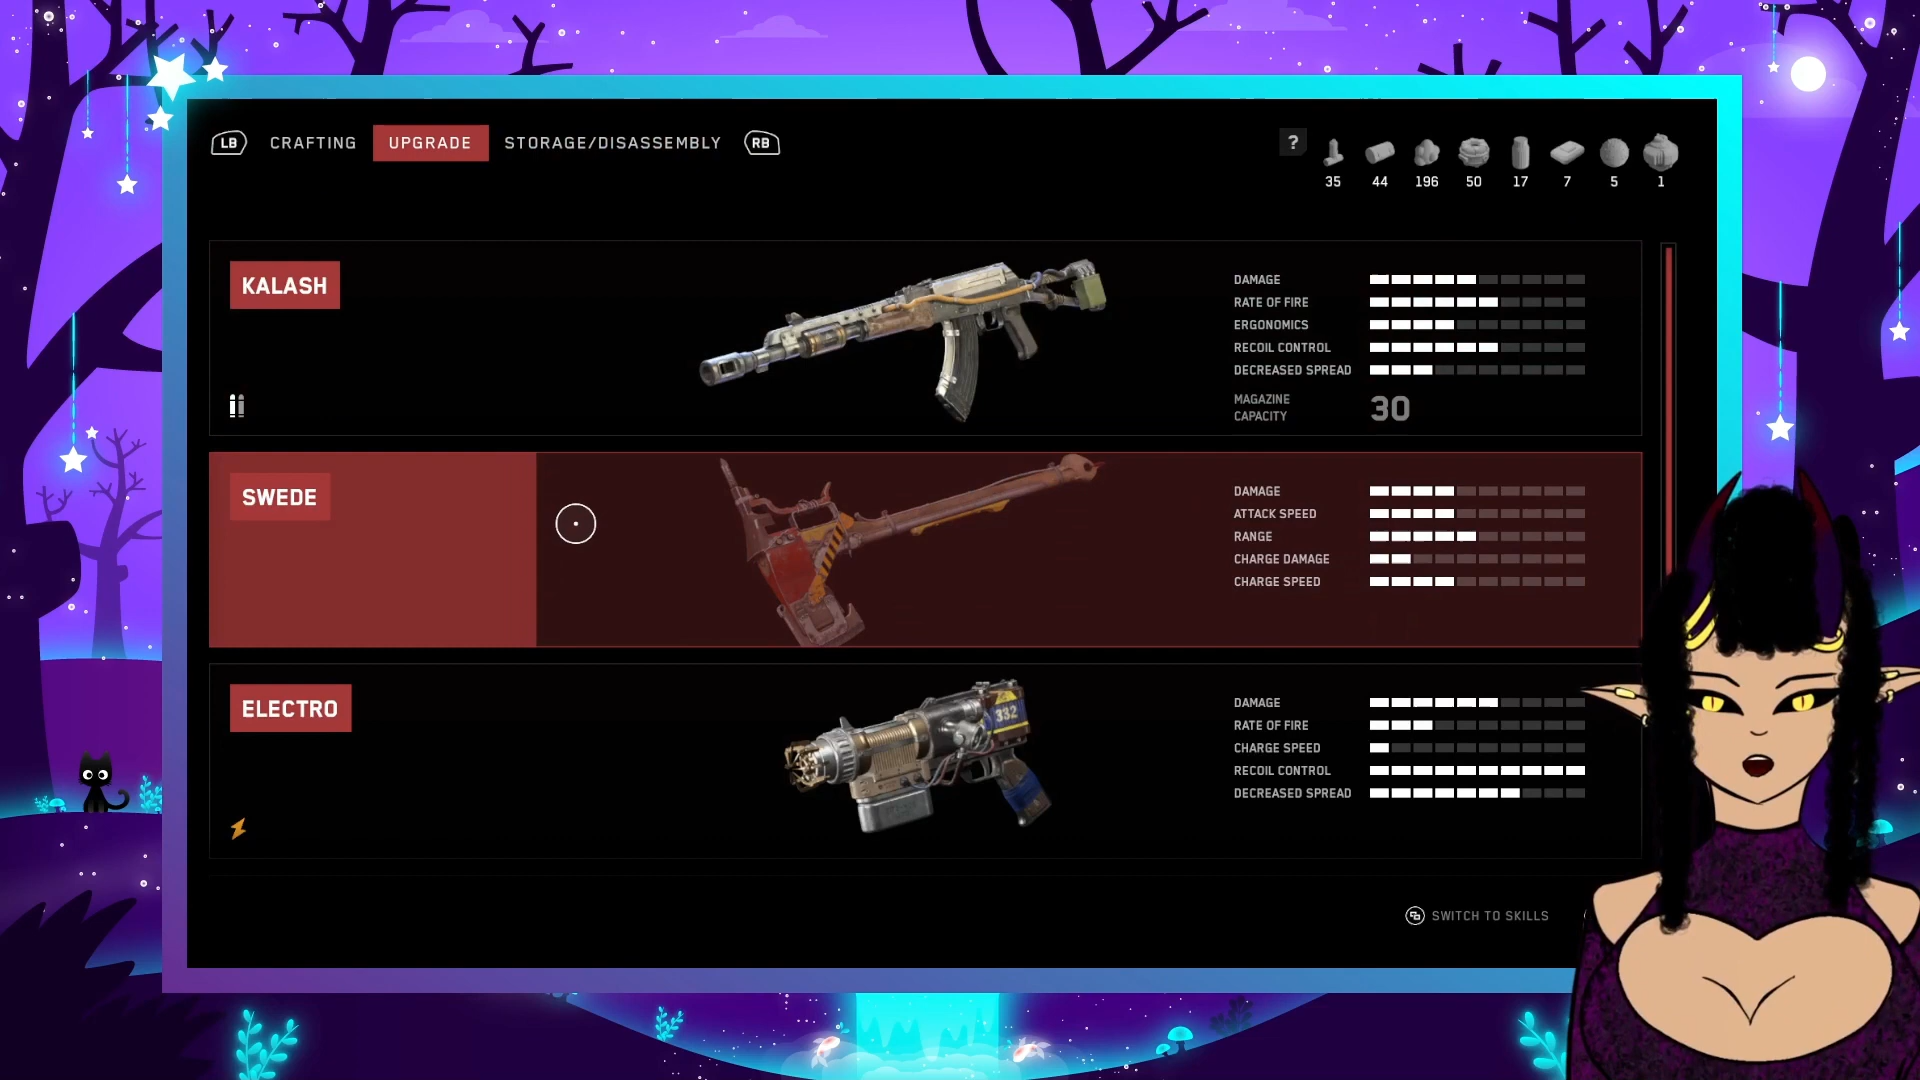 LB CRAFTING UPGRADE STORAGE/DISASSEMBLY RB
?
35 44 196 50 17 7 5 1
KALASH
DAMAGE
RATE OF FIRE
ERGONOMICS
RECOIL CONTROL
DECREASED SPREAD
MAGAZINE
CAPACITY
30
SWEDE
DAMAGE
ATTACK SPEED
RANGE
CHARGE DAMAGE
CHARGE SPEED
ELECTRO
332
DAMAGE
RATE OF FIRE
CHARGE SPEED
RECOIL CONTROL
DECREASED SPREAD
SWITCH TO SKILLS